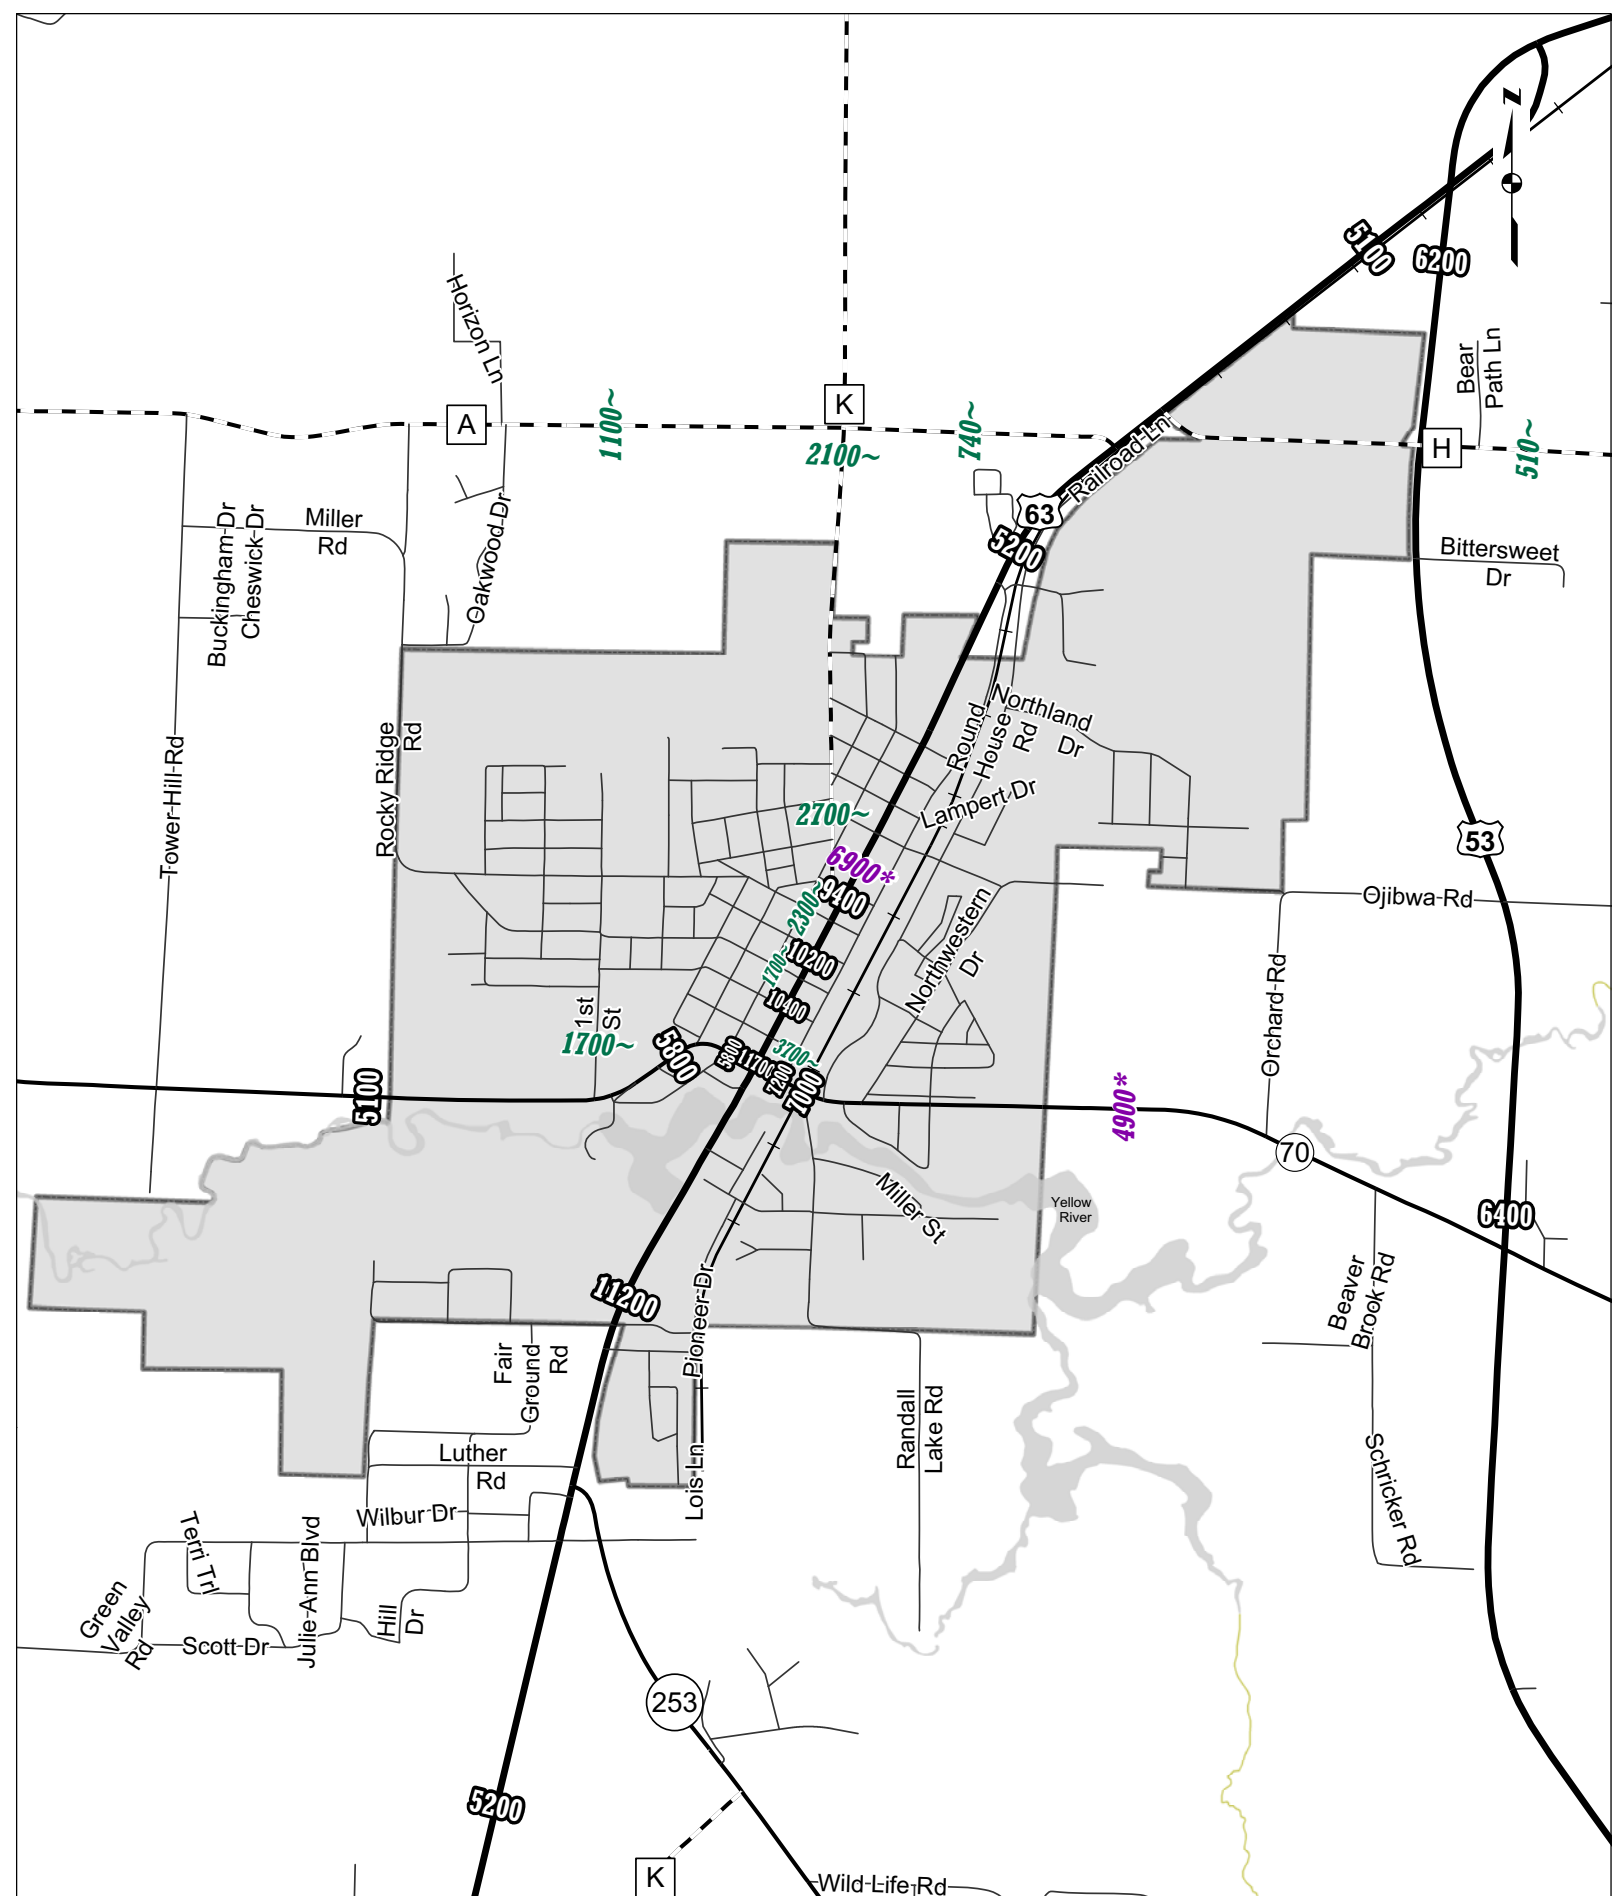 N
5100
6200
Horizon Ln
Bear
Path Ln
A
1100~
K
2100~
740~
Railroad Ln
H
510~
63
5200
Miller
Rd
Buckingham Dr
Cheswick Dr
Oakwood Dr
Bittersweet
Dr
Tower Hill Rd
Rocky Ridge
Rd
Northland
Dr
Round
House
Rd
Lampert Dr
2700~
53
6900*
9400
2300~
Ojibwa Rd
10200
1700~
10400
Northwestern
Dr
Orchard Rd
1st
St
1700~
5800
5800
11700
3700~
7200
7000
5100
4900*
70
Miller St
Yellow
River
6400
Beaver
Brook Rd
11200
Pioneer Dr
Fair
Ground
Rd
Randall
Lake Rd
Luther
Rd
Lois Ln
Schricker Rd
Wilbur Dr
Terri Trl
Julie Ann Blvd
Green
Valley
Rd
Scott Dr
Hill
Dr
253
5200
K
Wild Life Rd